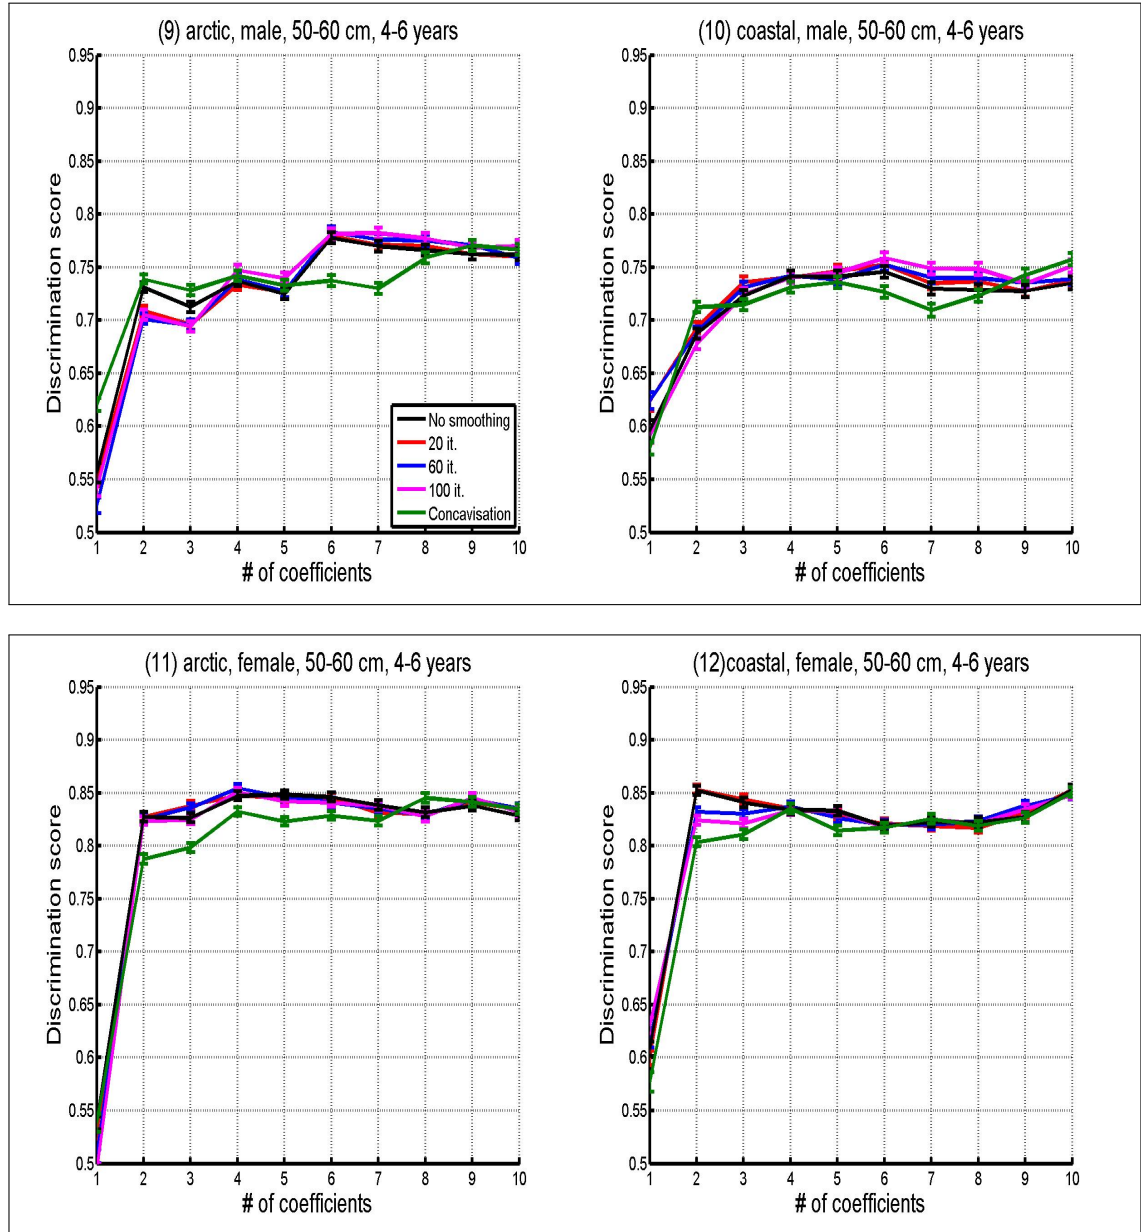 (9) arctic, male, 50-60 cm, 4-6 years
0.95
0.9
0.85
0.8
0.75
0.7
0.65
0.6
0.55
0.5
Discrimination score
No smoothing
20 it.
60 it.
100 it.
Concavisation
1 2 3 4 5 6 7 8 9 10
# of coefficients
(10) coastal, male, 50-60 cm, 4-6 years
0.95
0.9
0.85
0.8
0.75
0.7
0.65
0.6
0.55
0.5
Discrimination score
1 2 3 4 5 6 7 8 9 10
# of coefficients
(11) arctic, female, 50-60 cm, 4-6 years
0.95
0.9
0.85
0.8
0.75
0.7
0.65
0.6
0.55
0.5
Discrimination score
1 2 3 4 5 6 7 8 9 10
# of coefficients
(12)coastal, female, 50-60 cm, 4-6 years
0.95
0.9
0.85
0.8
0.75
0.7
0.65
0.6
0.55
0.5
Discrimination score
1 2 3 4 5 6 7 8 9 10
# of coefficients